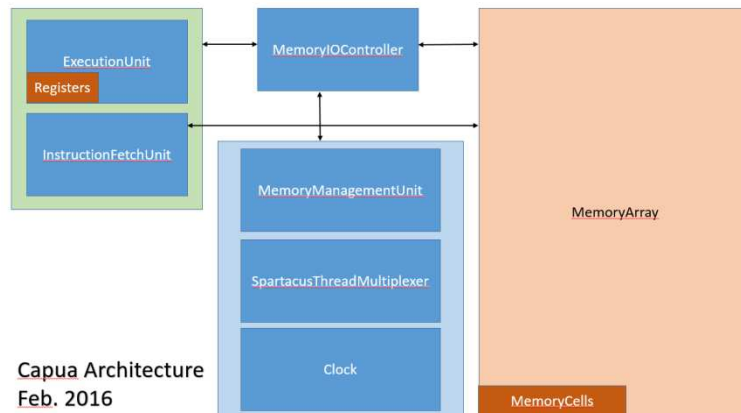 ExecutionUnit
Registers
InstructionFetchUnit
MemoryIOController
MemoryManagementUnit
SpartacusThreadMultiplexer
Clock
MemoryArray
MemoryCells
Capua Architecture
Feb. 2016